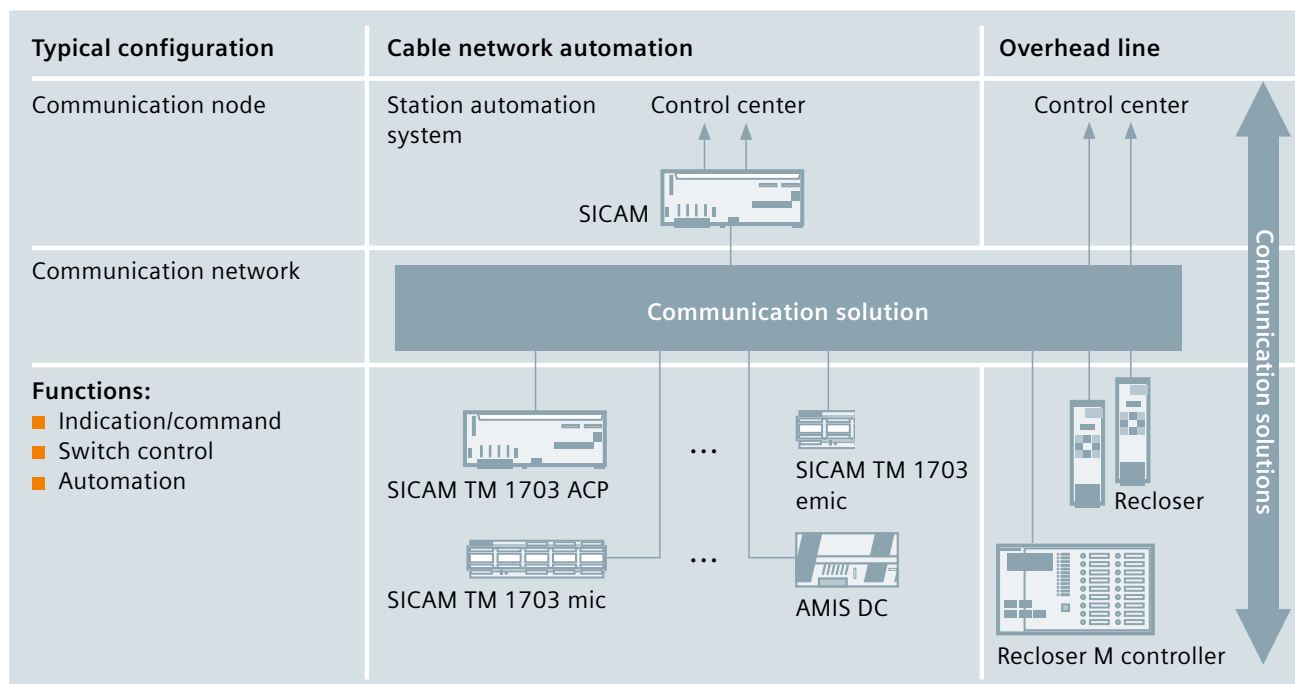 Typical configuration
Cable network automation
Overhead line
Communication node
Station automation
system
Control center
Control center
SICAM
Communication network
Communication solution
Communication solutions
Functions:
Indication/command
Switch control
Automation
...
SICAM TM 1703 ACP
SICAM TM 1703
emic
Recloser
...
SICAM TM 1703 mic
AMIS DC
Recloser M controller